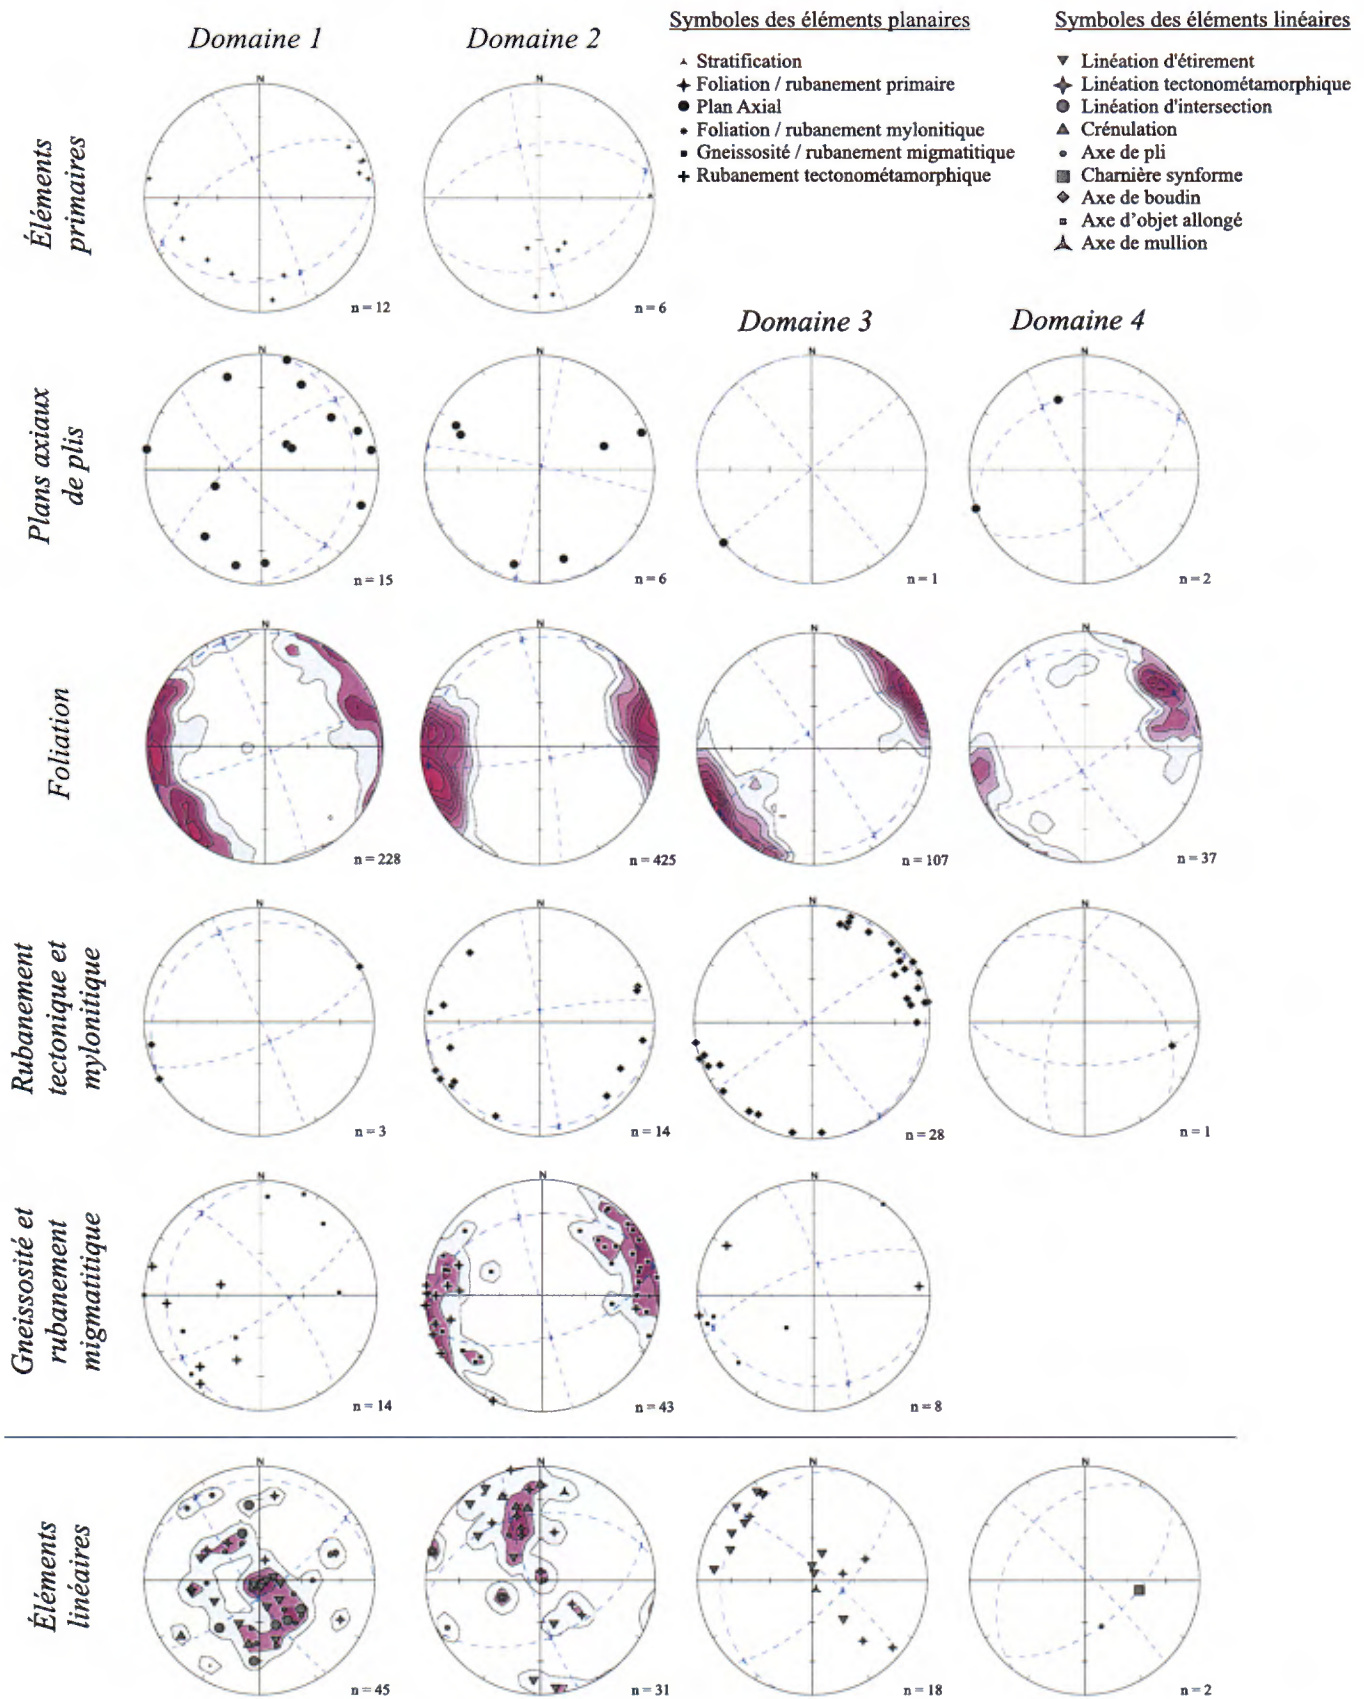 Domaine 1
Domaine 2
Symboles des éléments planaires
Stratification
Foliation / rubanement primaire
Plan Axial
Foliation / rubanement mylonitique
Gneissosité / rubanement migmatitique
Rubanement tectonométamorphique
Symboles des éléments linéaires
Linéation d'étirement
Linéation tectonométamorphique
Linéation d'intersection
Crénulation
Axe de pli
Charnière synforme
Axe de boudin
Axe d'objet allongé
Axe de mullion
Éléments
primaires
N
n = 12
N
n = 6
Domaine 3
Domaine 4
Plans axiaux
de plis
N
n = 15
N
n = 6
N
n = 1
N
n = 2
Foliation
N
n = 228
N
n = 425
N
n = 107
N
n = 37
Rubanement
tectonique et
mylonitique
N
n = 3
N
n = 14
N
n = 28
N
n = 1
Gneissosité et
rubanement
migmatitique
N
n = 14
N
n = 43
N
n = 8
Éléments
linéaires
N
n = 45
N
n = 31
N
n = 18
N
n = 2